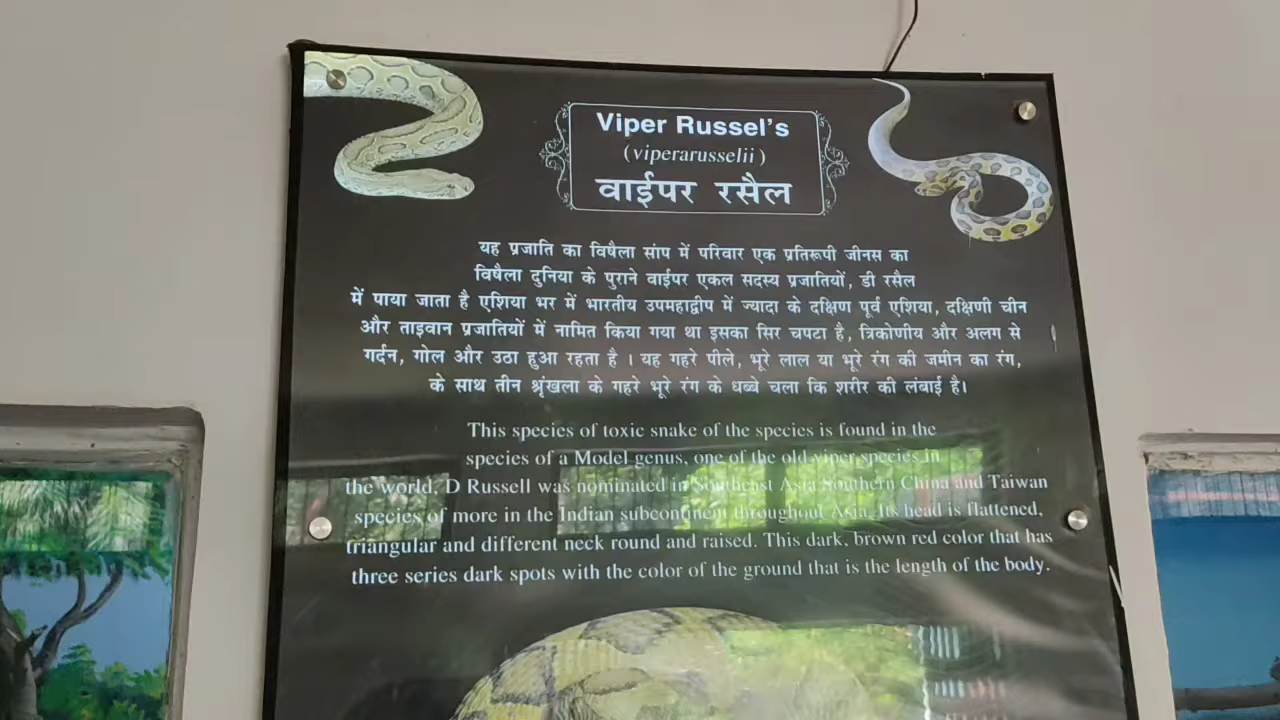 Viper Russel's
(viperarusselii)
वाईपर रसैल
यह प्रजाति का विषैला सांप में परिवार एक प्रतिरूपी जीनस का
विषैला दुनिया के पुराने वाईपर एकल सदस्य प्रजातियों, डी रसैल
में पाया जाता है एशिया भर में भारतीय उपमहाद्वीप में ज्यादा के दक्षिण पूर्व एशिया, दक्षिणी चीन
और ताइवान प्रजातियों में नामित किया गया था इसका सिर चपटा है, त्रिकोणीय और अलग से
गर्दन, गोल और उठा हुआ रहता है । यह गहरे पीले, भूरे लाल या भूरे रंग की जमीन का रंग,
के साथ तीन श्रृंखला के गहरे भूरे रंग के धब्बे चला कि शरीर की लंबाई है।
This species of toxic snake of the species is found in the
species of a Model genus, one of the old viper species in
the world, D Russell was nominated in Southeast Asia Southern China and Taiwan
species of more in the Indian subcontinent throughout Asia, Its head is flattened,
triangular and different neck round and raised. This dark, brown red color that has
three series dark spots with the color of the ground that is the length of the body.